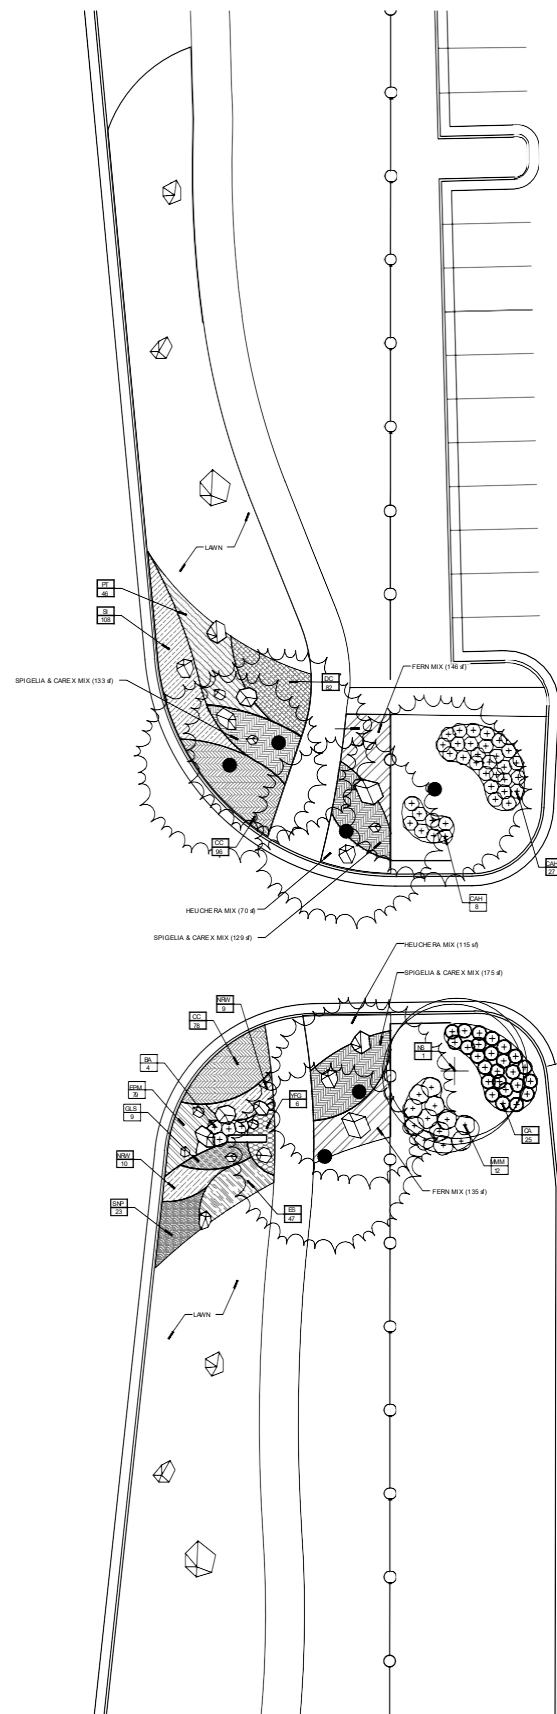 LAWN
PT
46
SI
108
FERN MIX (146 sf)
SPIGELIA & CAREX MIX (133 sf)
DC
82
CC
96
CAH
27
CAH
8
HEUCHERA MIX (70 sf)
SPIGELIA & CAREX MIX (129 sf)
HEUCHERA MIX (115 sf)
SPIGELIA & CAREX MIX (175 sf)
NRW
9
CC
78
NS
1
BA
4
EPM
79
YFG
6
GLS
9
CA
25
NRW
10
MMM
12
FERN MIX (135 sf)
SNP
23
EB
47
LAWN